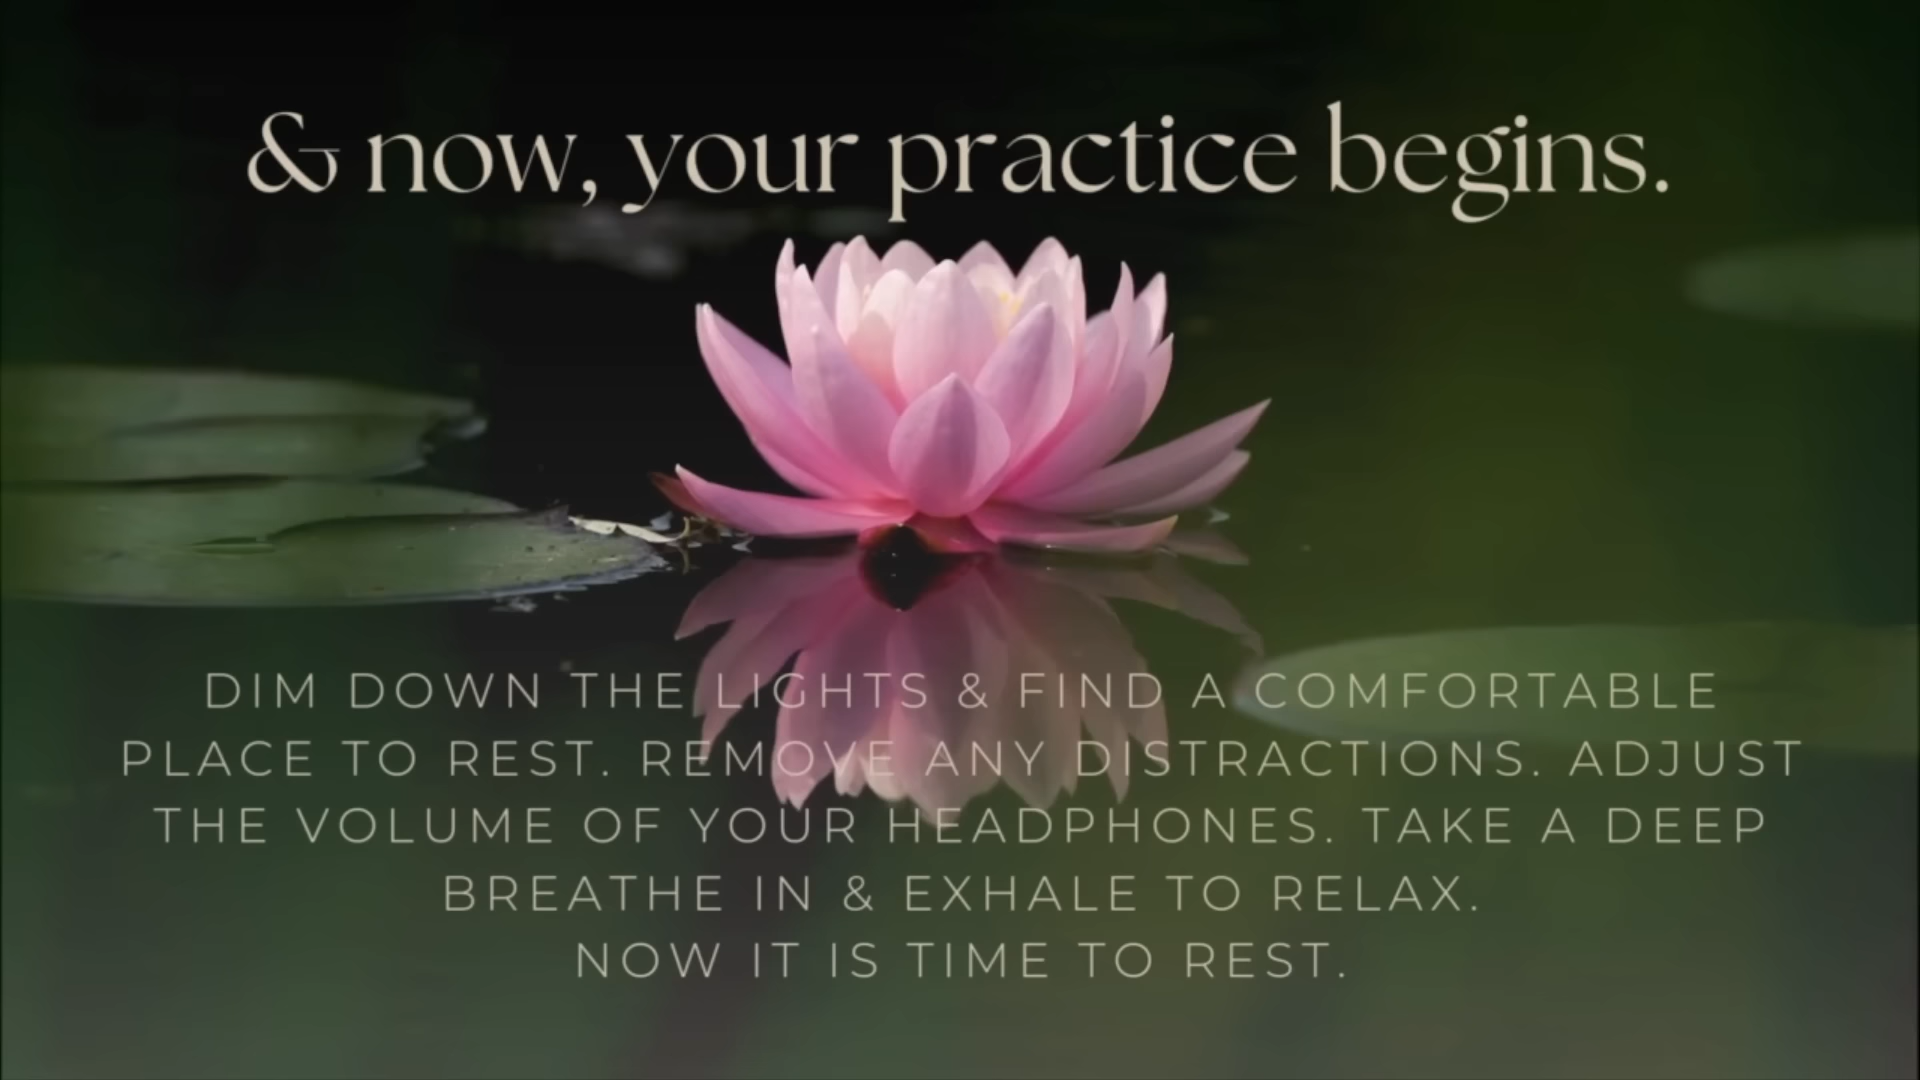 & now, your practice begins.
DIM DOWN THE LIGHTS & FIND A COMFORTABLE
PLACE TO REST. REMOVE ANY DISTRACTIONS. ADJUST
THE VOLUME OF YOUR HEADPHONES. TAKE A DEEP
BREATHE IN & EXHALE TO RELAX.
NOW IT IS TIME TO REST.